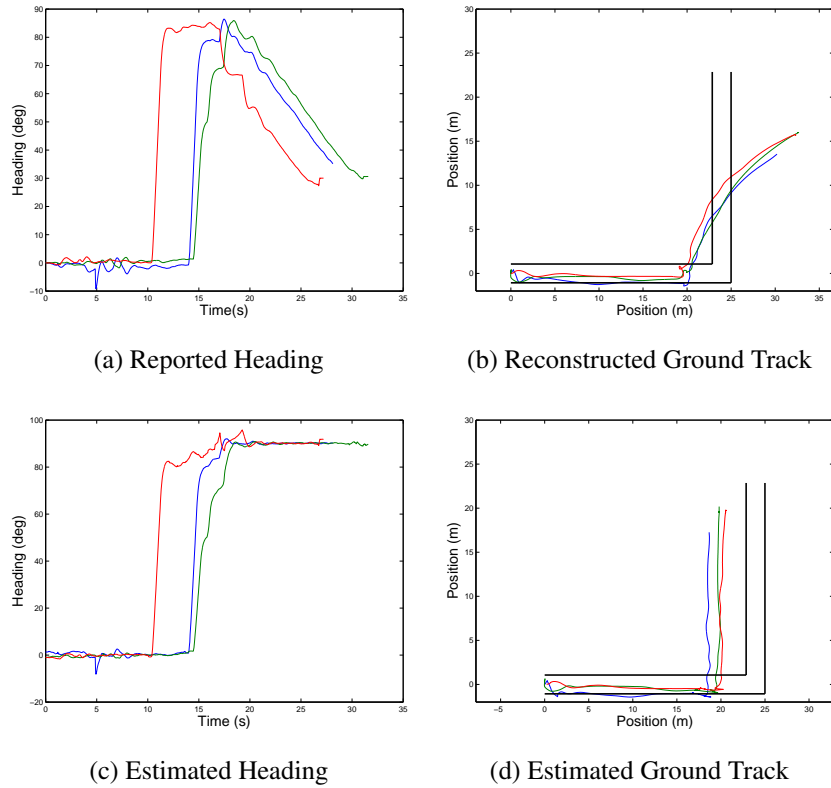 90
80
70
60
50
40
30
20
10
0
−10
0 5 10 15 20 25 30 35
Heading (deg)
Time(s)
(a) Reported Heading
30
25
20
15
10
5
0
0 5 10 15 20 25 30 35
Position (m)
Position (m)
(b) Reconstructed Ground Track
100
80
60
40
20
0
−20
0 5 10 15 20 25 30 35
Heading (deg)
Time (s)
(c) Estimated Heading
30
25
20
15
10
5
0
0 5 10 15 20 25 30
Position (m)
Position (m)
(d) Estimated Ground Track